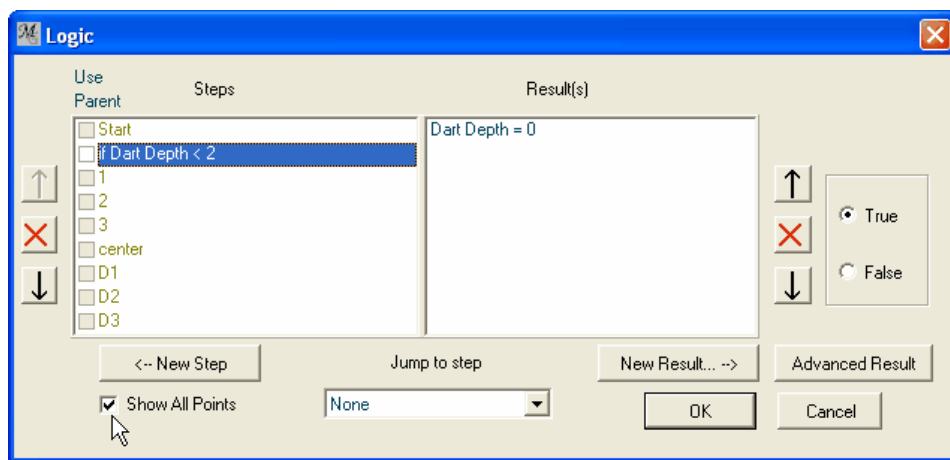 Logic
Use
Parent
Steps
Result(s)
Start
if Dart Depth < 2
1
2
3
center
D1
D2
D3
Dart Depth = 0
True
False
<-- New Step
Jump to step
New Result... -->
Advanced Result
Show All Points
None
OK
Cancel